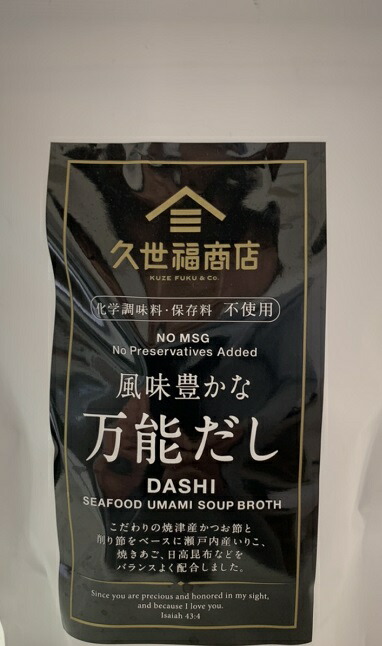 久世福商店
KUZE FUKU & Co.
化学調味料・保存料 不使用
NO MSG
No Preservatives Added
風味豊かな
万能だし
DASHI
SEAFOOD UMAMI SOUP BROTH
こだわりの焼津産かつお節と
削り節をベースに瀬戸内産いりこ、
焼きあご、日高昆布などを
バランスよく配合しました。
Since you are precious and honored in my sight,
and because I love you.
Isaiah 43:4